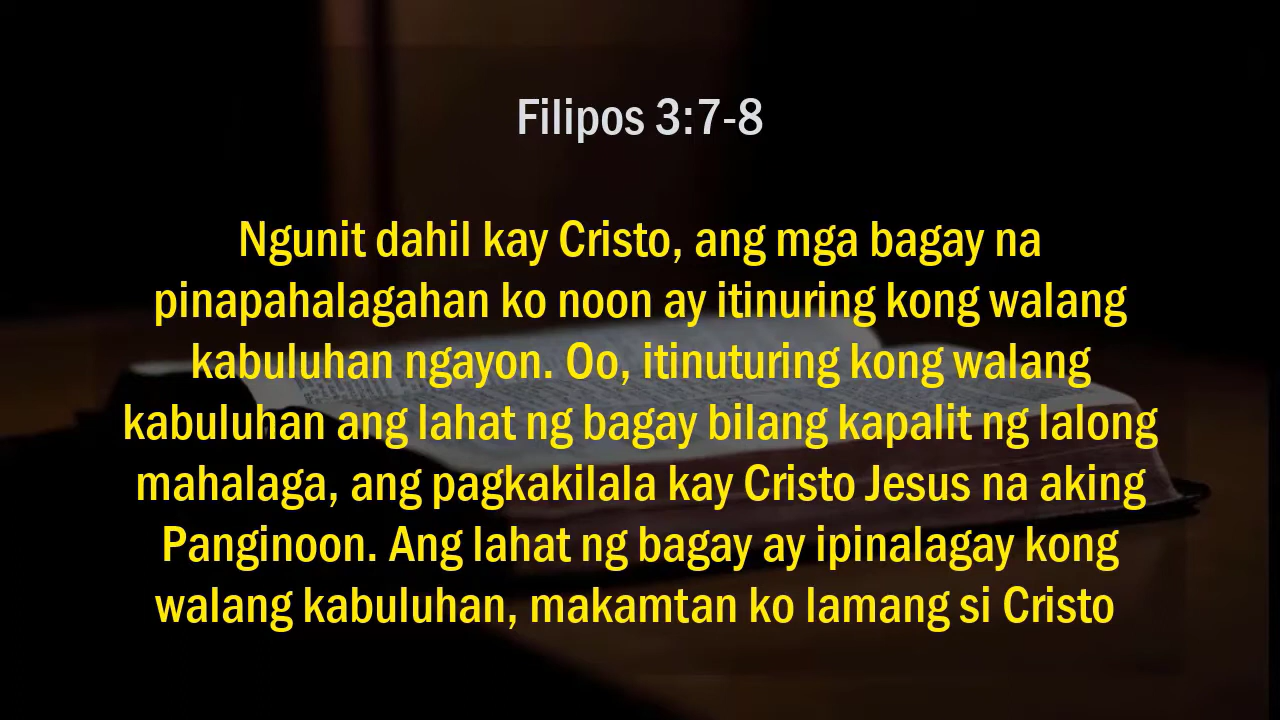 Filipos 3:7-8
Ngunit dahil kay Cristo, ang mga bagay na
pinapahalagahan ko noon ay itinuring kong walang
kabuluhan ngayon. Oo, itinuturing kong walang
kabuluhan ang lahat ng bagay bilang kapalit ng lalong
mahalaga, ang pagkakilala kay Cristo Jesus na aking
Panginoon. Ang lahat ng bagay ay ipinalagay kong
walang kabuluhan, makamtan ko lamang si Cristo